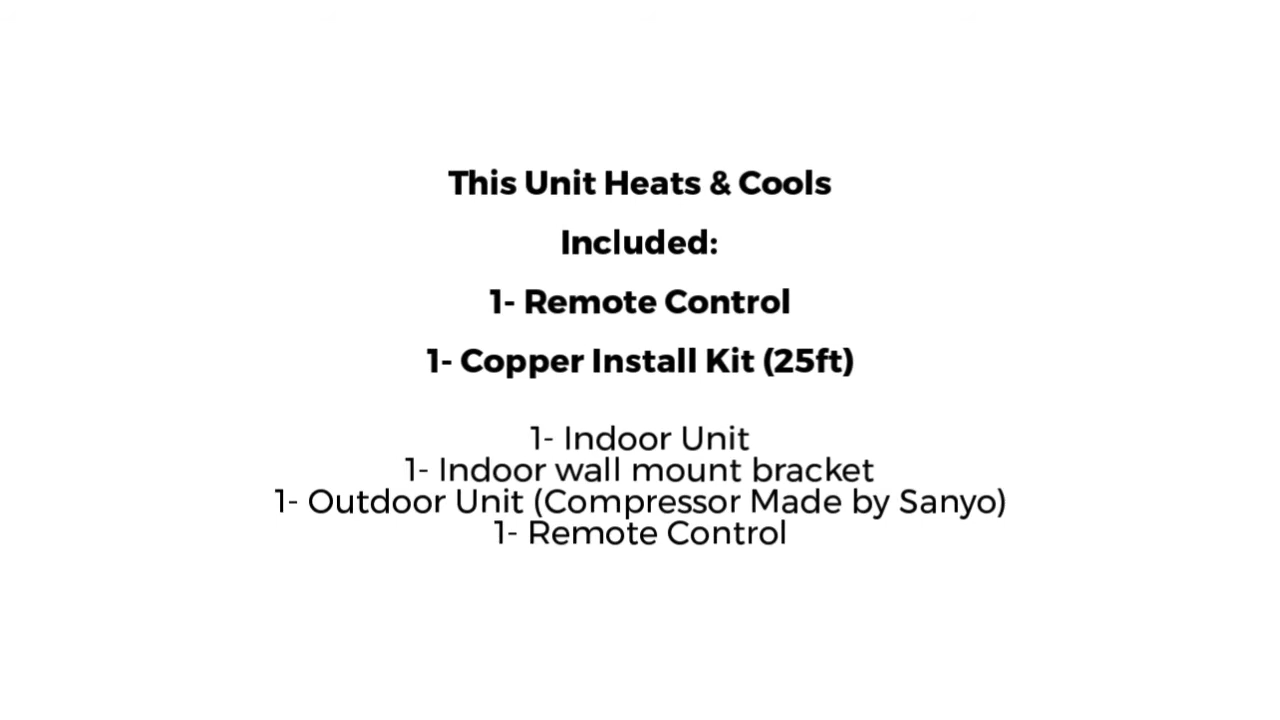 This Unit Heats & Cools
Included:
1- Remote Control
1- Copper Install Kit (25ft)
1- Indoor Unit
1- Indoor wall mount bracket
1- Outdoor Unit (Compressor Made by Sanyo)
1- Remote Control